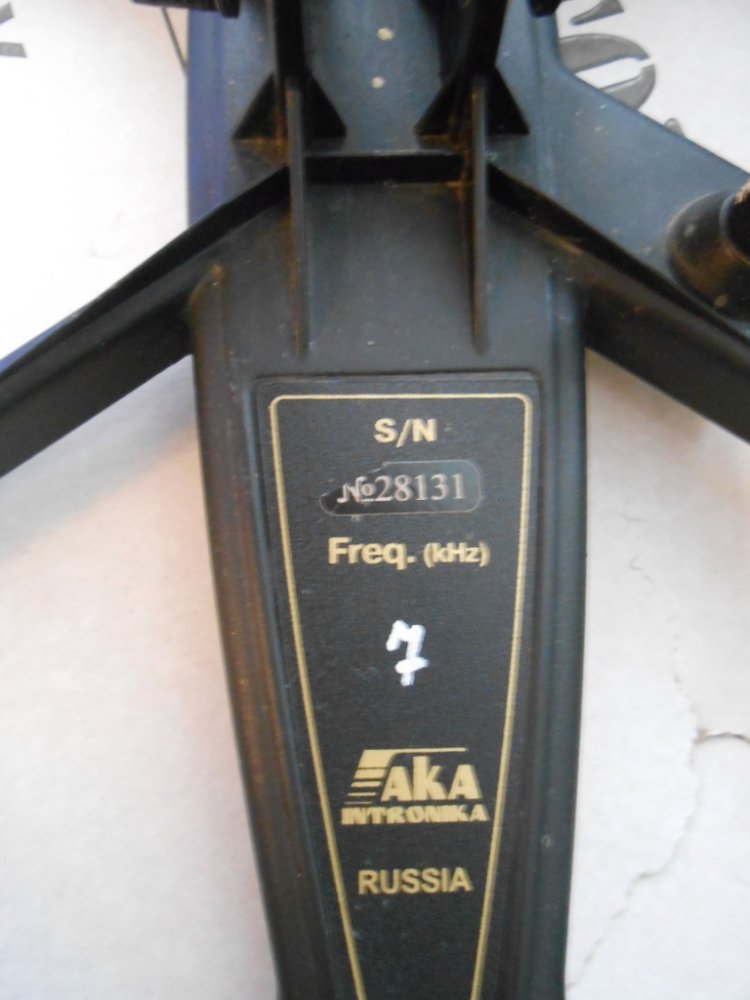 S/N
№28131
Freq. (kHz)
7
AKA
INTRONIKA
RUSSIA